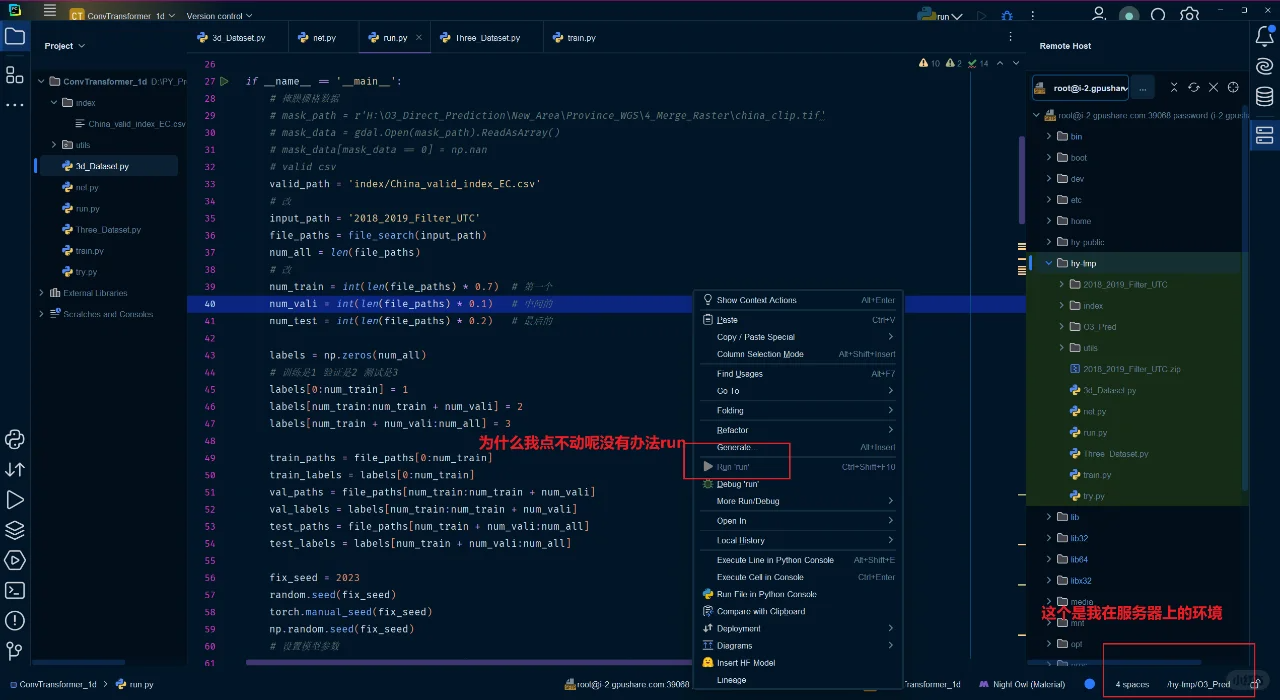 CT ConvTransformer_1d Version control run
3d_Dataset.py net.py run.py Three_Dataset.py train.py
Project
ConvTransformer_1d D:\PY_Pr
index
China_valid_index_EC.csv
utils
3d_Dataset.py
net.py
run.py
Three_Dataset.py
train.py
try.py
External Libraries
Scratches and Consoles
10 2 14
26
27 if __name__ == '__main__':
28 # 掩膜栅格数据
29 # mask_path = r'H:\O3_Direct_Prediction\New_Area\Province_WGS\4_Merge_Raster\china_clip.tif'
30 # mask_data = gdal.Open(mask_path).ReadAsArray()
31 # mask_data[mask_data == 0] = np.nan
32 # valid csv
33 valid_path = 'index/China_valid_index_EC.csv'
34 # 改
35 input_path = '2018_2019_Filter_UTC'
36 file_paths = file_search(input_path)
37 num_all = len(file_paths)
38 # 改
39 num_train = int(len(file_paths) * 0.7) # 第一个
40 num_vali = int(len(file_paths) * 0.1) # 中间的
41 num_test = int(len(file_paths) * 0.2) # 最后的
42
43 labels = np.zeros(num_all)
44 # 训练是1 验证是2 测试是3
45 labels[0:num_train] = 1
46 labels[num_train:num_train + num_vali] = 2
47 labels[num_train + num_vali:num_all] = 3
48
49 train_paths = file_paths[0:num_train]
50 train_labels = labels[0:num_train]
51 val_paths = file_paths[num_train:num_train + num_vali]
52 val_labels = labels[num_train:num_train + num_vali]
53 test_paths = file_paths[num_train + num_vali:num_all]
54 test_labels = labels[num_train + num_vali:num_all]
55
56 fix_seed = 2023
57 random.seed(fix_seed)
58 torch.manual_seed(fix_seed)
59 np.random.seed(fix_seed)
60 # 设置模型参数
61
为什么我点不动呢没有办法run
Show Context Actions Alt+Enter
Paste Ctrl+V
Copy / Paste Special
Column Selection Mode Alt+Shift+Insert
Find Usages Alt+F7
Go To
Folding
Refactor
Generate... Alt+Insert
Run 'run' Ctrl+Shift+F10
Debug 'run'
More Run/Debug
Open In
Local History
Execute Line in Python Console Alt+Shift+E
Execute Cell in Console Ctrl+Enter
Run File in Python Console
Compare with Clipboard
Deployment
Diagrams
Insert HF Model
Lineage
Remote Host
root@i-2.gpushar ...
root@i-2.gpushare.com:39068 password (i-2.gpush
bin
boot
dev
etc
home
hy-public
hy-tmp
2018_2019_Filter_UTC
index
O3_Pred
utils
2018_2019_Filter_UTC.zip
3d_Dataset.py
net.py
run.py
Three_Dataset.py
train.py
try.py
lib
lib32
lib64
libx32
media
mnt
opt
这个是我在服务器上的环境
ConvTransformer_1d run.py root@i-2.gpushare.com:39068 Transformer_1d Night Owl (Material) 4 spaces /hy-tmp/O3_Pred